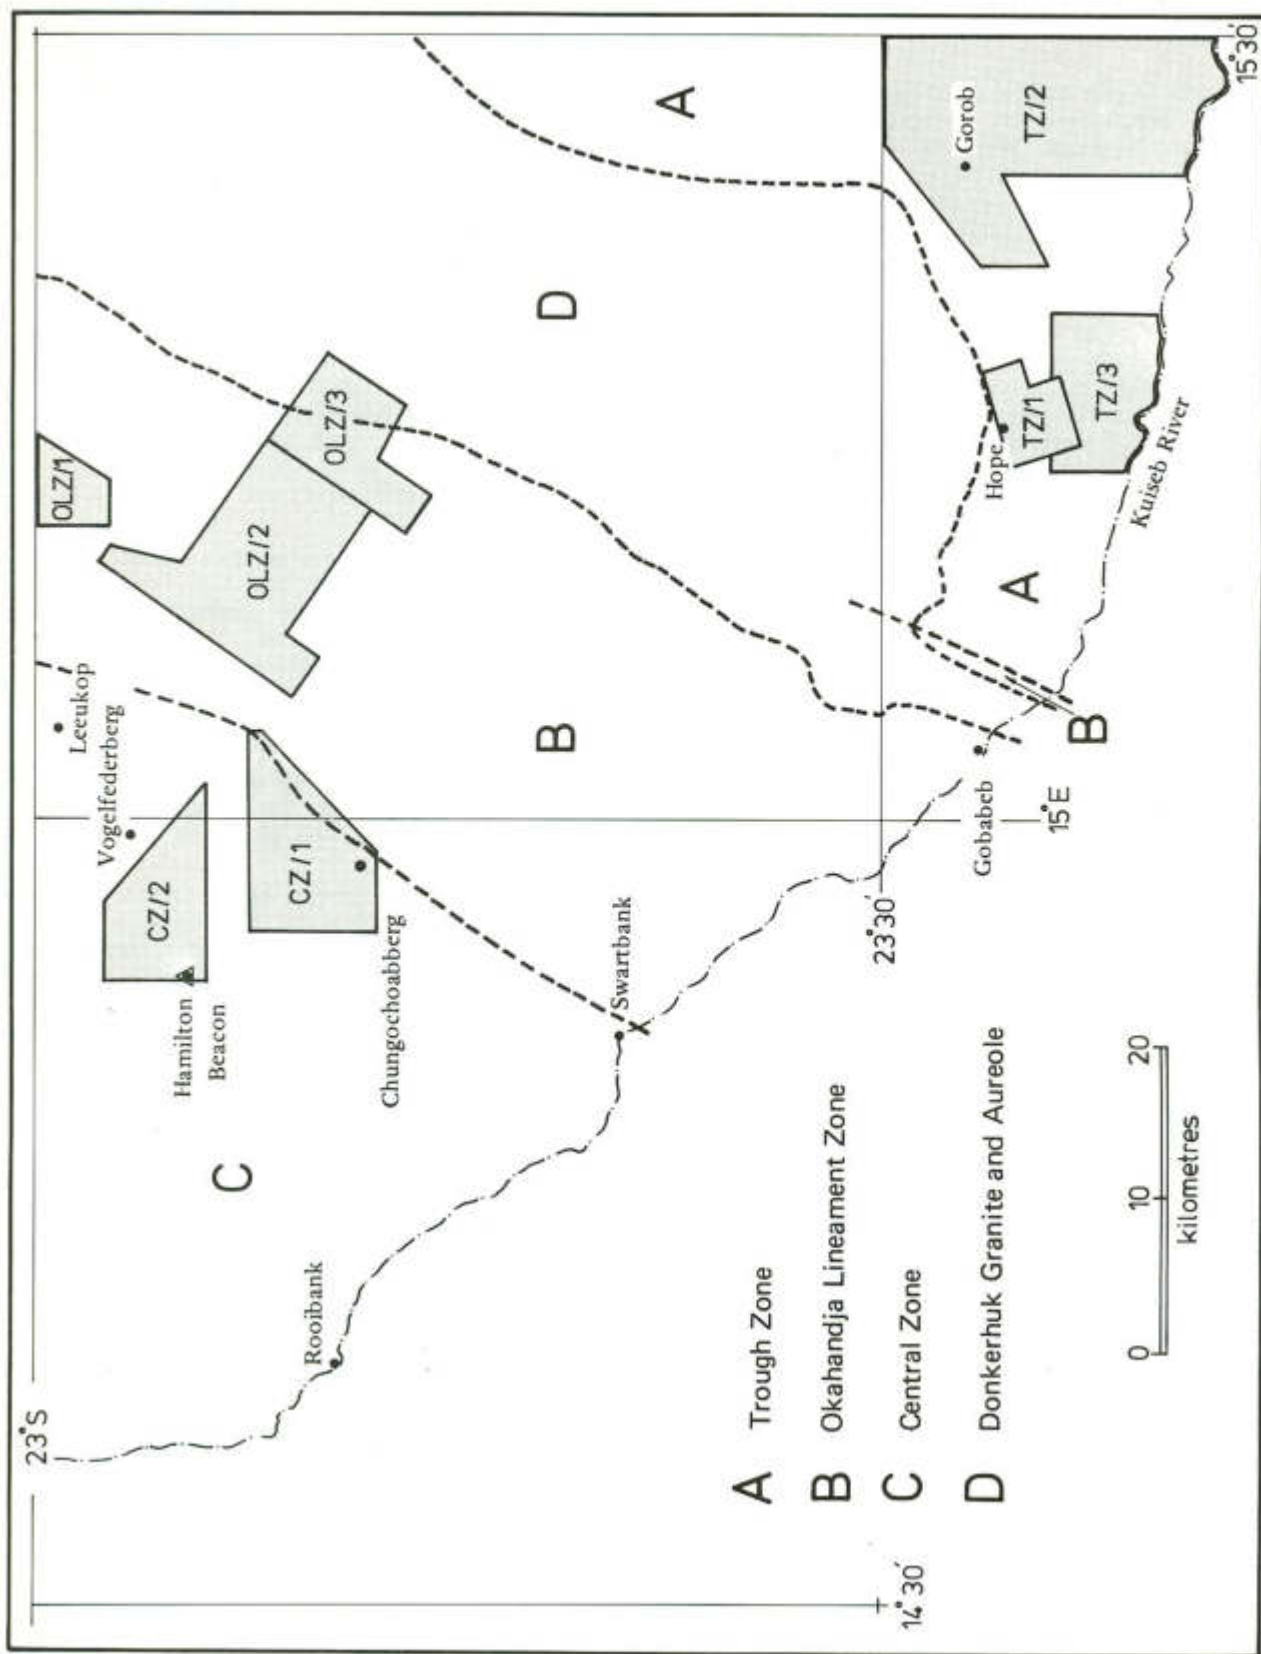 23°S
Leeukop
Vogelfederberg
OLZ/1
CZ/2
Hamilton
Beacon
OLZ/2
OLZ/3
CZ/1
Chungochoabberg
C
Rooibank
B
D
A
Swartbank
23°30'
TZ/2
Gorob
Hope
TZ/1
TZ/3
A
B
Gobabeb
15°E
Kuiseb River
14°30'
15°30'
A Trough Zone
B Okahandja Lineament Zone
C Central Zone
D Donkerhuk Granite and Aureole
0 10 20
kilometres